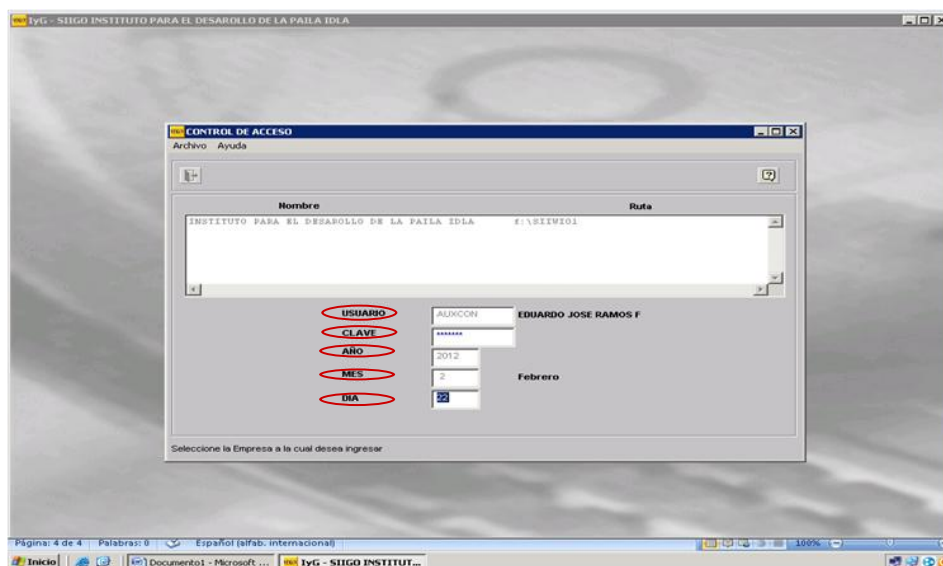 IyG - SIIGO INSTITUTO PARA EL DESAROLLO DE LA PAILA IDLA
CONTROL DE ACCESO
Archivo Ayuda
Nombre Ruta
INSTITUTO PARA EL DESAROLLO DE LA PAILA IDLA f:\SIIWI01
USUARIO AUXCON EDUARDO JOSE RAMOS F
CLAVE *******
AÑO 2012
MES 2 Febrero
DIA 22
Seleccione la Empresa a la cual desea ingresar
Página: 4 de 4 Palabras: 0 Español (alfab. internacional) 100%
Inicio Documento1 - Microsoft ... IyG - SIIGO INSTITUT...